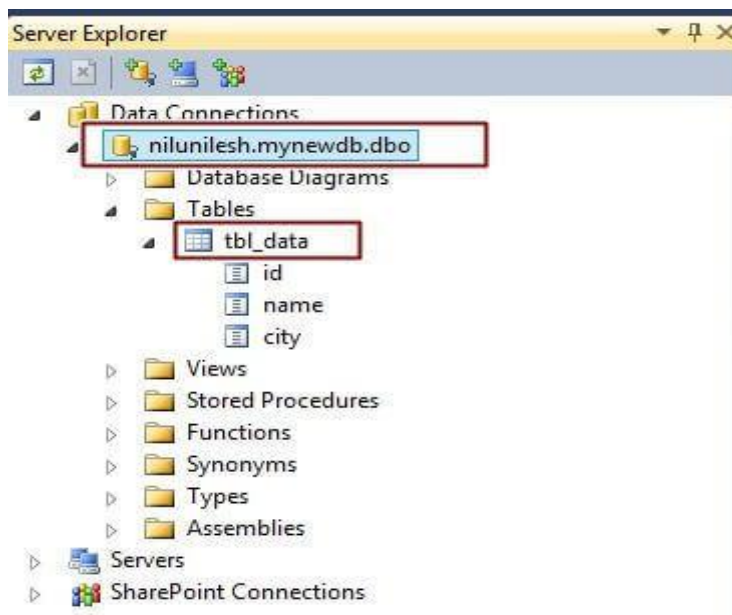 Server Explorer
Data Connections
nilunilesh.mynewdb.dbo
Database Diagrams
Tables
tbl_data
id
name
city
Views
Stored Procedures
Functions
Synonyms
Types
Assemblies
Servers
SharePoint Connections